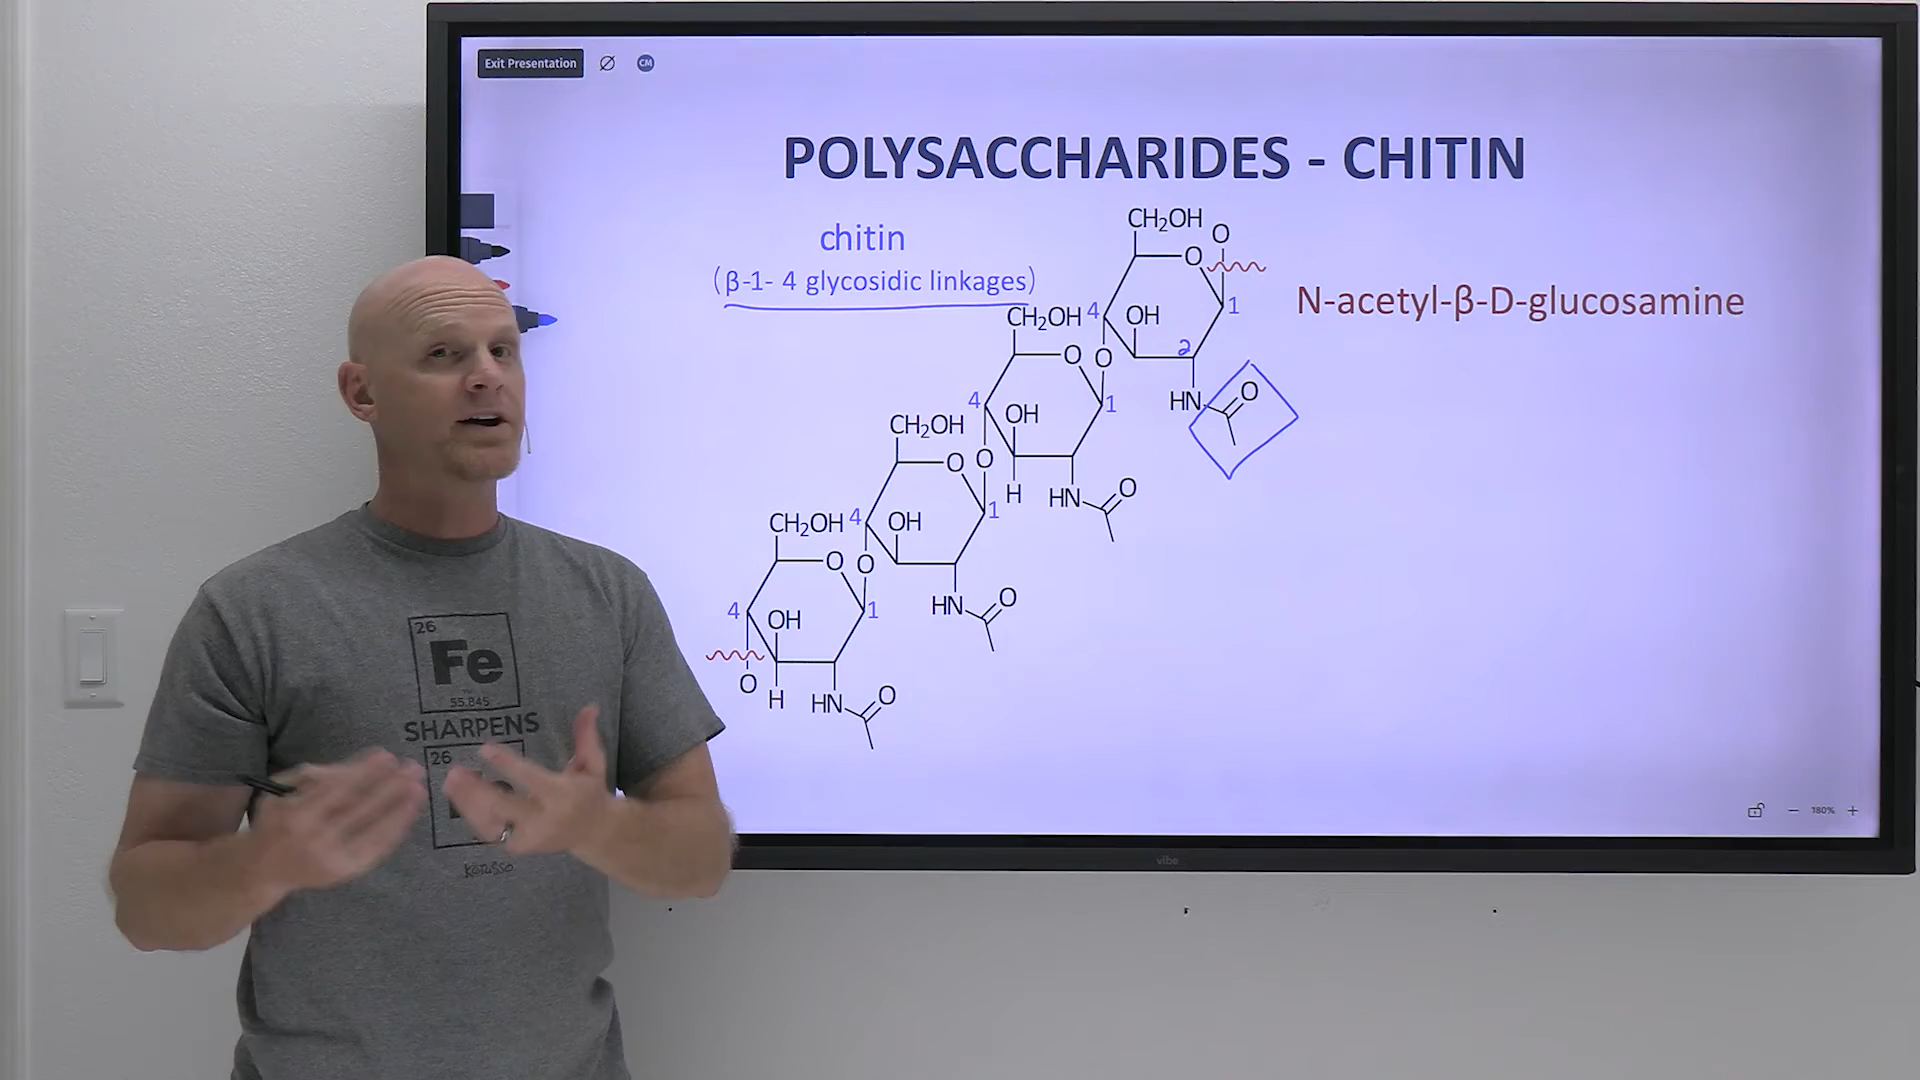 Exit Presentation
CM
POLYSACCHARIDES - CHITIN
chitin
(β-1- 4 glycosidic linkages)
N-acetyl-β-D-glucosamine
CH₂OH
O
O
4
OH
1
2
HN
O
CH₂OH
O
O
4
OH
1
H
HN
O
CH₂OH
O
O
4
OH
1
HN
O
CH₂OH
O
O
4
OH
1
O
H
HN
O
26
Fe
55.845
SHARPENS
26
Kerusso
180%
vibe